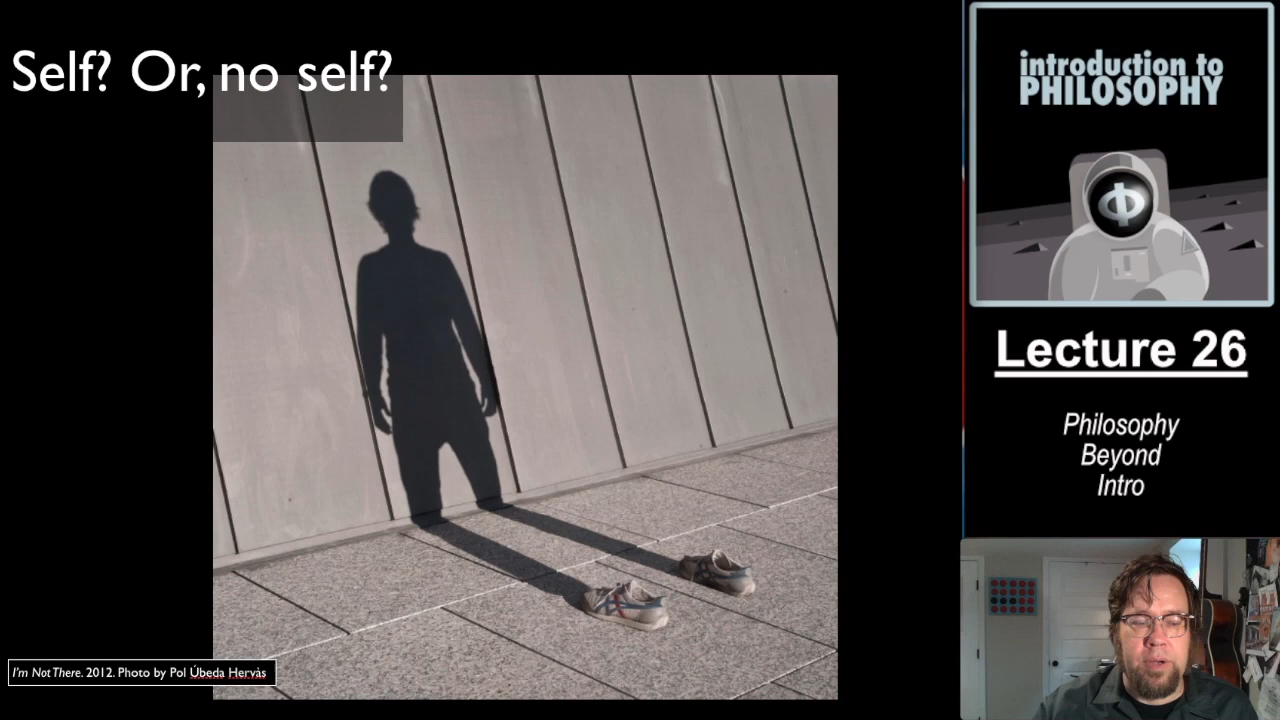 Self? Or, no self?
I'm Not There. 2012. Photo by Pol Úbeda Hervàs
introduction to
PHILOSOPHY
Φ
Lecture 26
Philosophy
Beyond
Intro